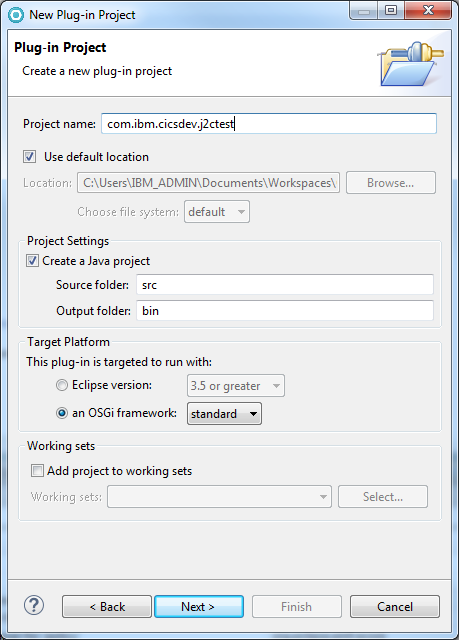 New Plug-in Project
Plug-in Project
Create a new plug-in project
Project name: com.ibm.cicsdev.j2ctest
Use default location
Location: C:\Users\IBM_ADMIN\Documents\Workspaces\ Browse...
Choose file system: default
Project Settings
Create a Java project
Source folder: src
Output folder: bin
Target Platform
This plug-in is targeted to run with:
Eclipse version: 3.5 or greater
an OSGi framework: standard
Working sets
Add project to working sets
Working sets: Select...
? < Back Next > Finish Cancel